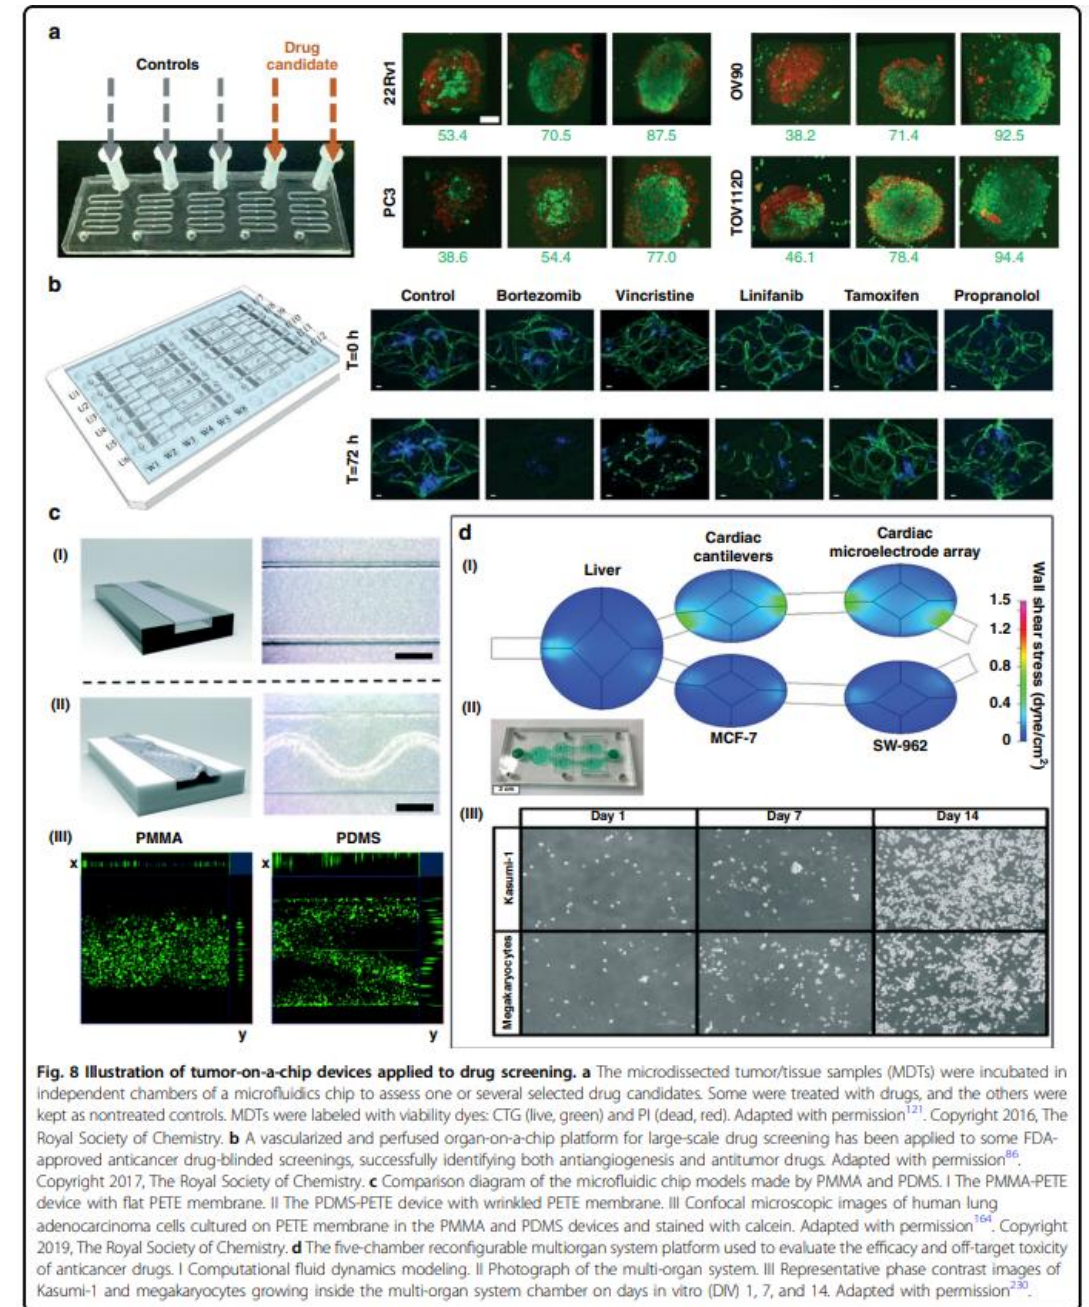 a
Controls
Drug
candidate
22Rv1
53.4
70.5
87.5
OV90
38.2
71.4
92.5
PC3
38.6
54.4
77.0
TOV112D
46.1
78.4
94.4
b
U1
U2
U3
U4
U5
U6
W1 W2 W3 W4 W5 W6
Control Bortezomib Vincristine Linifanib Tamoxifen Propranolol
T=0 h
T=72 h
c
(I)
(II)
(III)
PMMA
PDMS
x
x
y
y
d
(I)
Liver
Cardiac
cantilevers
Cardiac
microelectrode array
MCF-7
SW-962
1.5
1.2
0.8
0.4
0
Wall shear stress (dyne/cm²)
(II)
2 cm
(III)
Day 1
Day 7
Day 14
Kasumi-1
Megakaryocytes
Fig. 8 Illustration of tumor-on-a-chip devices applied to drug screening. a The microdissected tumor/tissue samples (MDTs) were incubated in
independent chambers of a microfluidics chip to assess one or several selected drug candidates. Some were treated with drugs, and the others were
kept as nontreated controls. MDTs were labeled with viability dyes: CTG (live, green) and PI (dead, red). Adapted with permission¹²¹. Copyright 2016, The
Royal Society of Chemistry. b A vascularized and perfused organ-on-a-chip platform for large-scale drug screening has been applied to some FDA-
approved anticancer drug-blinded screenings, successfully identifying both antiangiogenesis and antitumor drugs. Adapted with permission⁸⁶.
Copyright 2017, The Royal Society of Chemistry. c Comparison diagram of the microfluidic chip models made by PMMA and PDMS. I The PMMA-PETE
device with flat PETE membrane. II The PDMS-PETE device with wrinkled PETE membrane. III Confocal microscopic images of human lung
adenocarcinoma cells cultured on PETE membrane in the PMMA and PDMS devices and stained with calcein. Adapted with permission¹⁶⁴. Copyright
2019, The Royal Society of Chemistry. d The five-chamber reconfigurable multiorgan system platform used to evaluate the efficacy and off-target toxicity
of anticancer drugs. I Computational fluid dynamics modeling. II Photograph of the multi-organ system. III Representative phase contrast images of
Kasumi-1 and megakaryocytes growing inside the multi-organ system chamber on days in vitro (DIV) 1, 7, and 14. Adapted with permission²³⁰.